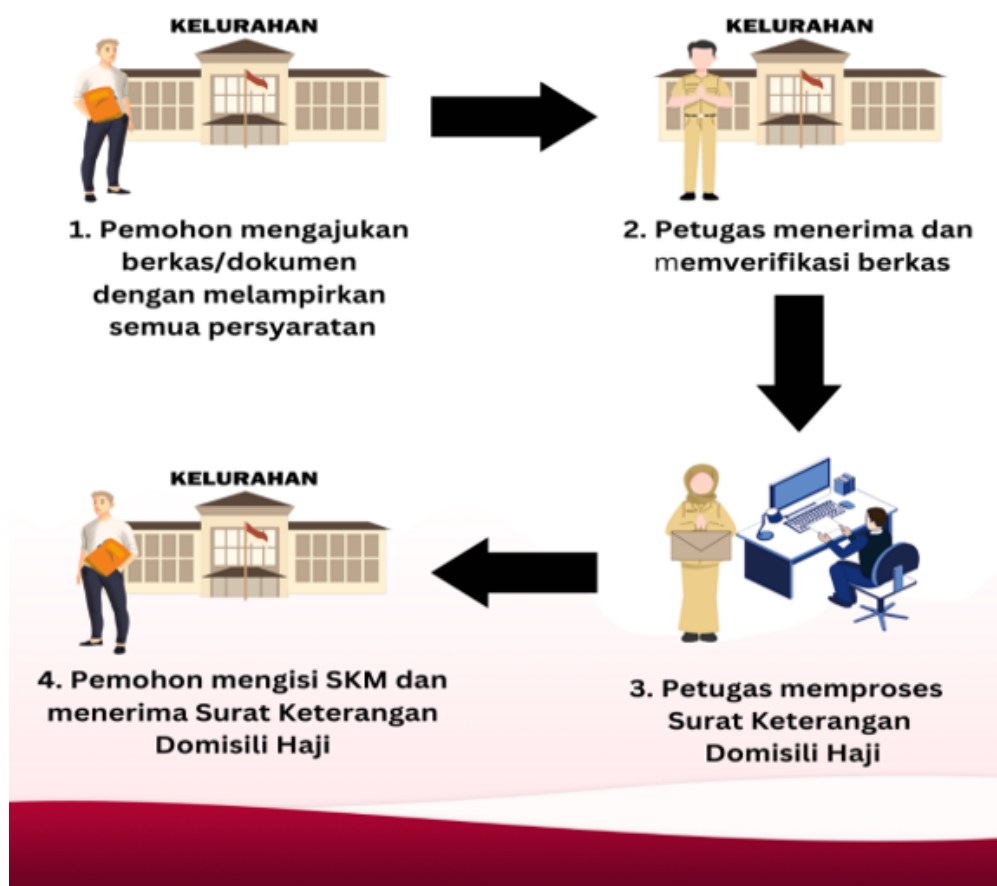 KELURAHAN
1. Pemohon mengajukan
berkas/dokumen
dengan melampirkan
semua persyaratan
KELURAHAN
2. Petugas menerima dan
memverifikasi berkas
3. Petugas memproses
Surat Keterangan
Domisili Haji
KELURAHAN
4. Pemohon mengisi SKM dan
menerima Surat Keterangan
Domisili Haji